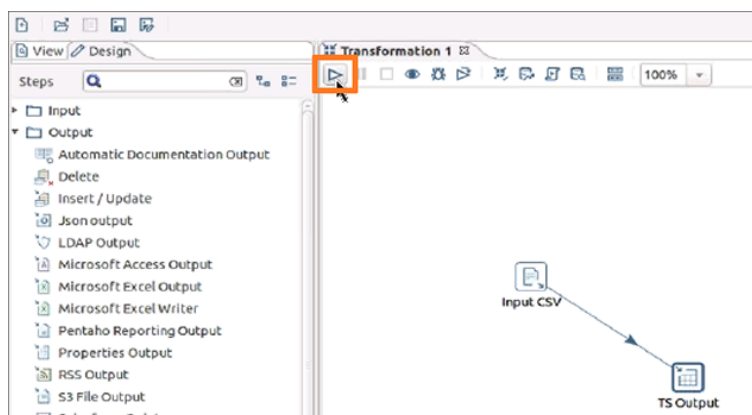 View
Design
Transformation 1
Steps
100%
Input
Output
Automatic Documentation Output
Delete
Insert / Update
Json output
LDAP Output
Microsoft Access Output
Microsoft Excel Output
Microsoft Excel Writer
Pentaho Reporting Output
Properties Output
RSS Output
S3 File Output
Input CSV
TS Output